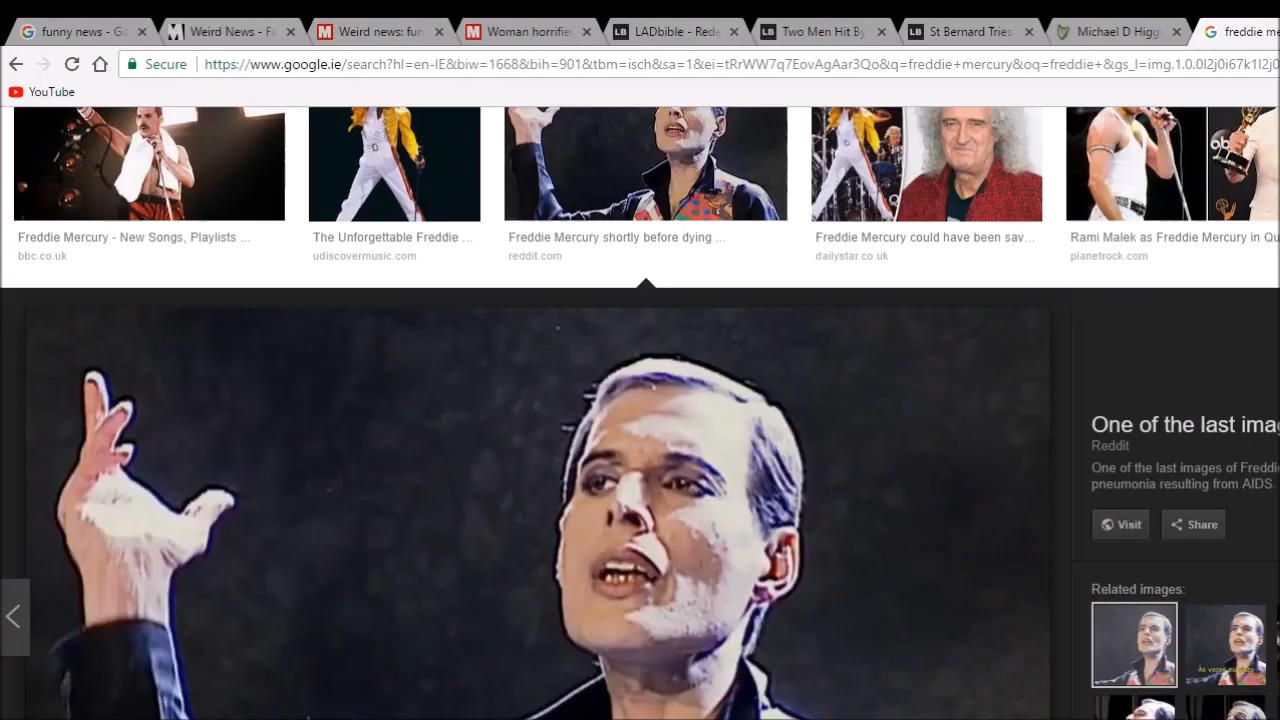 funny news - Go
Weird News - Fu
Weird news: fun
Woman horrifie
LADbible - Rede
Two Men Hit By
St Bernard Tries
Michael D Higg
freddie me
Secure
https://www.google.ie/search?hl=en-IE&biw=1668&bih=901&tbm=isch&sa=1&ei=tRrWW7q7EovAgAar3Qo&q=freddie+mercury&oq=freddie+&gs_l=img.1.0.0l2j0i67k1l2j0
YouTube
abc
Freddie Mercury - New Songs, Playlists ...
bbc.co.uk
The Unforgettable Freddie ...
udiscovermusic.com
Freddie Mercury shortly before dying ...
reddit.com
Freddie Mercury could have been sav...
dailystar.co.uk
Rami Malek as Freddie Mercury in Qu
planetrock.com
One of the last ima
Reddit
One of the last images of Freddi
pneumonia resulting from AIDS.
Visit
Share
Related images: